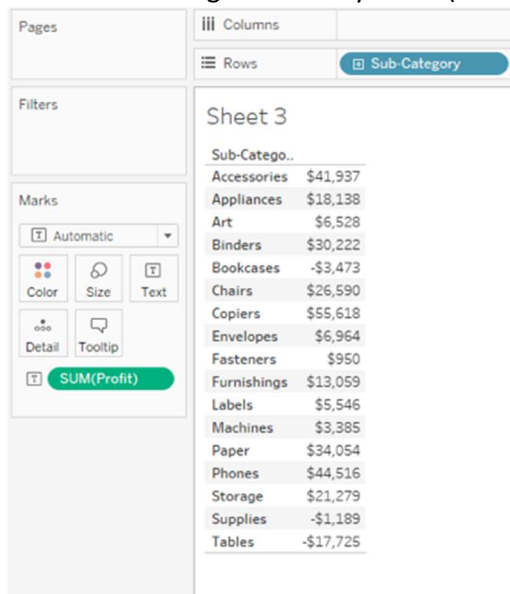 Pages
Columns
Rows
Sub-Category
Filters
Marks
Automatic
Color Size Text
Detail Tooltip
SUM(Profit)
Sheet 3
Sub-Catego..
Accessories $41,937
Appliances $18,138
Art $6,528
Binders $30,222
Bookcases -$3,473
Chairs $26,590
Copiers $55,618
Envelopes $6,964
Fasteners $950
Furnishings $13,059
Labels $5,546
Machines $3,385
Paper $34,054
Phones $44,516
Storage $21,279
Supplies -$1,189
Tables -$17,725